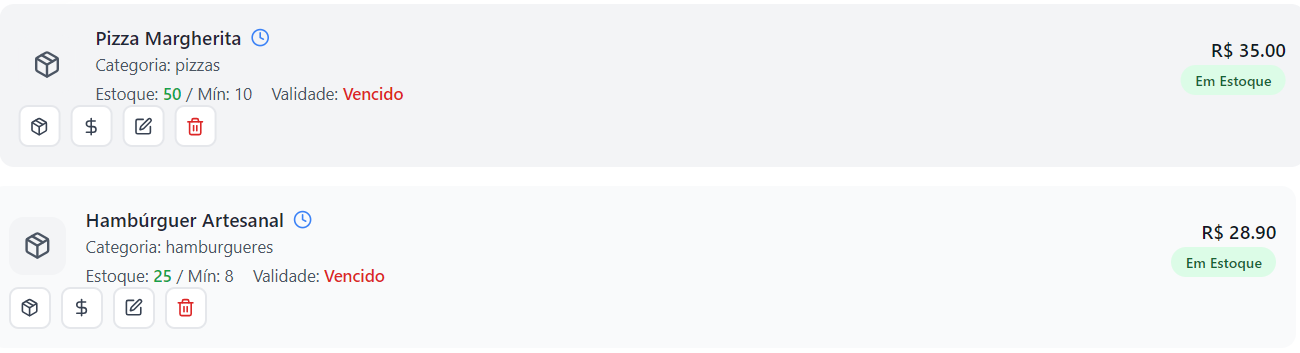 Pizza Margherita
R$ 35.00
Categoria: pizzas
Em Estoque
Estoque: 50 / Mín: 10 Validade: Vencido
Hambúrguer Artesanal
R$ 28.90
Categoria: hamburgueres
Em Estoque
Estoque: 25 / Mín: 8 Validade: Vencido